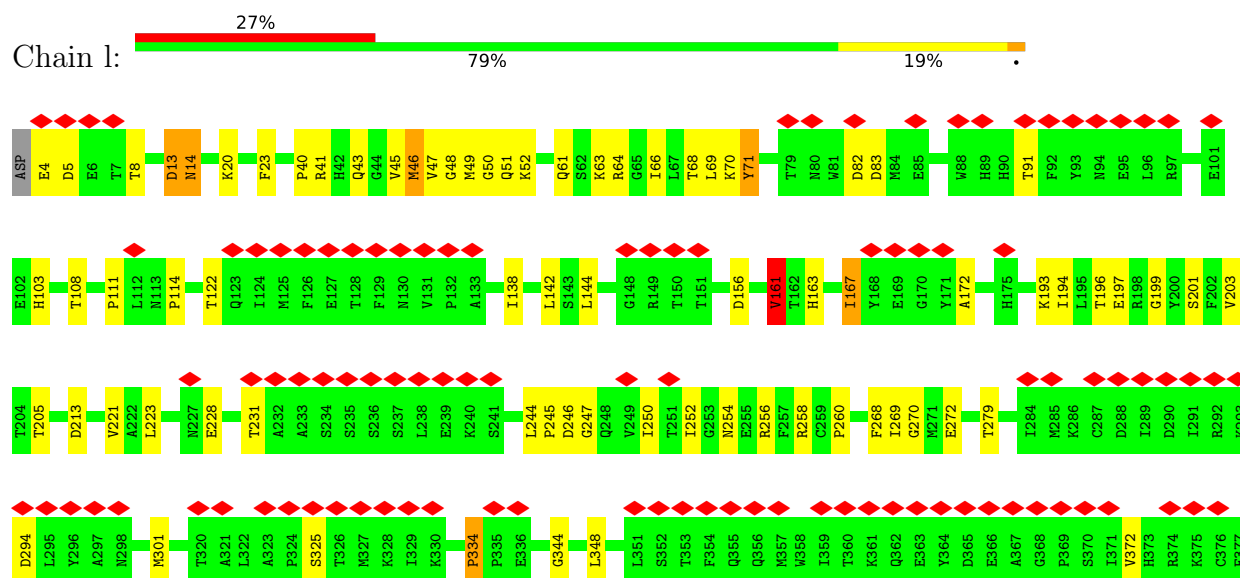 27%
Chain l:
79% 19% •
ASP E4 D5 E6 T7 T8 D13 N14 K20 F23 P40 R41 H42 Q43 G44 V45 M46 V47 G48 M49 G50 Q51 K52 Q61 S62 K63 R64 G65 I66 L67 T68 L69 K70 Y71 T79 N80 W81 D82 D83 M84 E85 W88 H89 H90 T91 F92 Y93 N94 E95 L96 R97 E101
E102 H103 T108 P111 L112 N113 P114 T122 Q123 I124 M125 F126 E127 T128 F129 N130 V131 P132 A133 I138 L142 S143 L144 G148 R149 T150 T151 D156 V161 T162 H163 I167 Y168 E169 G170 Y171 A172 H175 K193 I194 L195 T196 E197 R198 G199 Y200 S201 F202 V203
T204 T205 D213 V221 A222 L223 N227 E228 T231 A232 A233 S234 S235 S236 S237 L238 E239 K240 S241 L244 P245 D246 G247 Q248 V249 I250 T251 I252 G253 N254 E255 R256 F257 R258 C259 P260 F268 I269 G270 M271 E272 T279 I284 M285 K286 C287 D288 I289 D290 I291 R292 K293
D294 L295 Y296 A297 N298 M301 T320 A321 L322 A323 P324 S325 T326 M327 K328 I329 K330 P334 P335 E336 G344 L348 L351 S352 T353 F354 Q355 Q356 M357 W358 I359 T360 K361 Q362 E363 Y364 D365 E366 A367 G368 P369 S370 I371 V372 H373 R374 K375 C376 F377